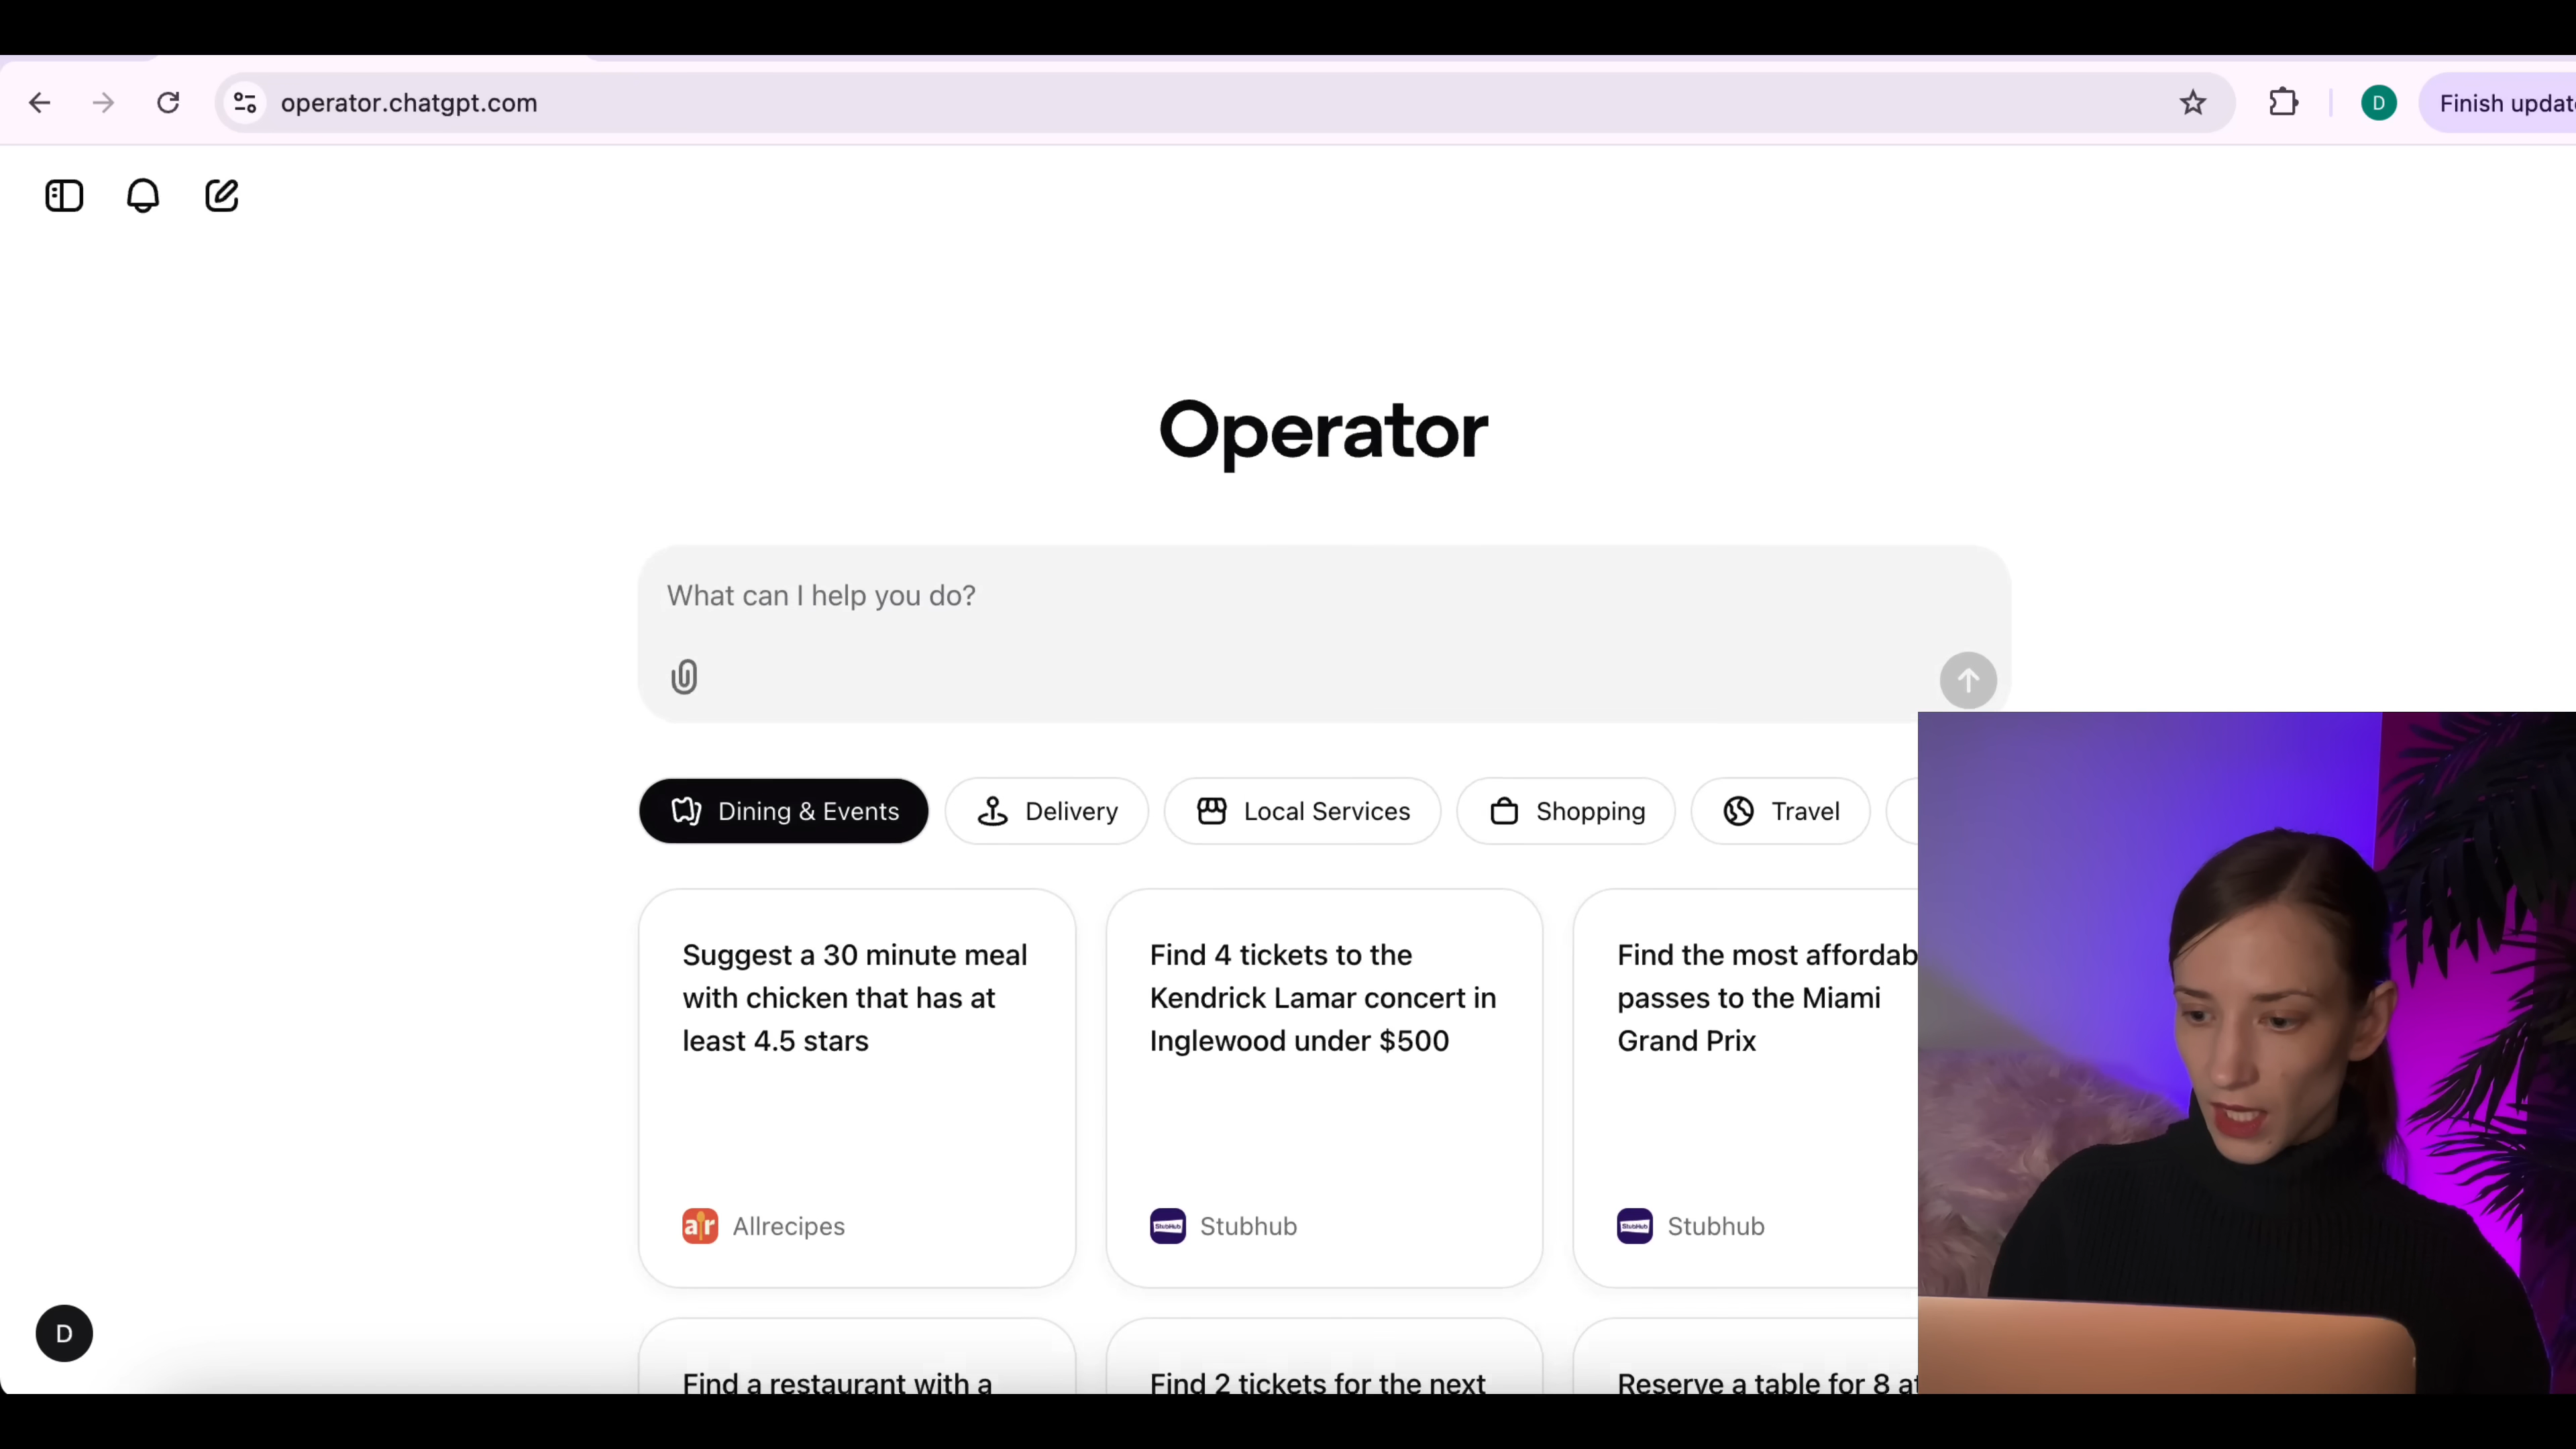 operator.chatgpt.com
D
Finish updat
Operator
What can I help you do?
Dining & Events
Delivery
Local Services
Shopping
Travel
Suggest a 30 minute meal
with chicken that has at
least 4.5 stars
Allrecipes
Find 4 tickets to the
Kendrick Lamar concert in
Inglewood under $500
StubHub
Stubhub
Find the most affordab
passes to the Miami
Grand Prix
StubHub
Stubhub
D
Find a restaurant with a
Find 2 tickets for the next
Reserve a table for 8 at